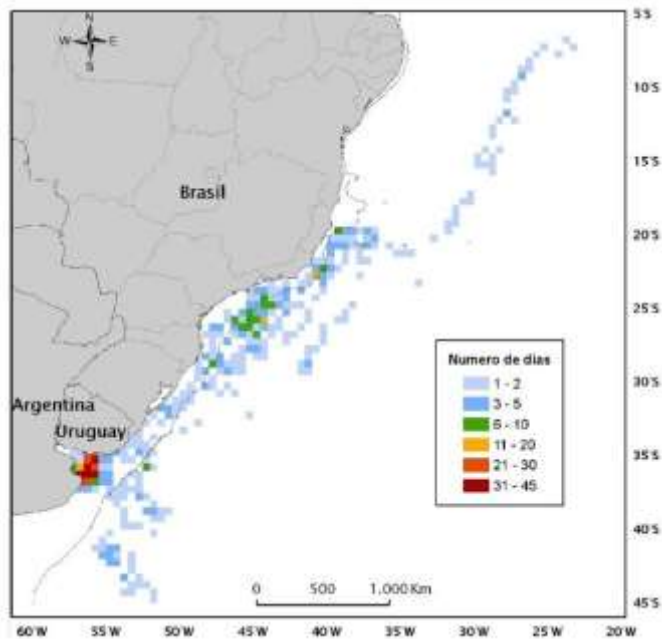 N
W E
S
Brasil
Argentina
Uruguay
Numero de dias
1 - 2
3 - 5
6 - 10
11 - 20
21 - 30
31 - 45
0 500 1,000 Km
5°S
10°S
15°S
20°S
25°S
30°S
35°S
40°S
45°S
60°W 55°W 50°W 45°W 40°W 35°W 30°W 25°W 20°W